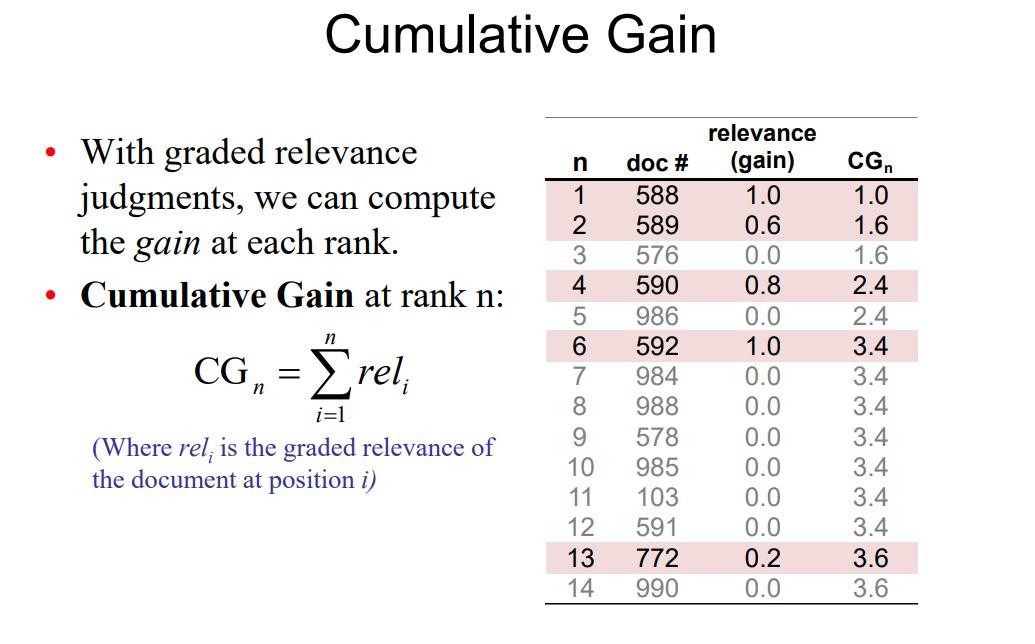 Cumulative Gain
• With graded relevance
judgments, we can compute
the gain at each rank.
• Cumulative Gain at rank n:
CGₙ = ∑ⁿᵢ₌₁ relᵢ
(Where relᵢ is the graded relevance of
the document at position i)
n doc # relevance (gain) CGₙ
1 588 1.0 1.0
2 589 0.6 1.6
3 576 0.0 1.6
4 590 0.8 2.4
5 986 0.0 2.4
6 592 1.0 3.4
7 984 0.0 3.4
8 988 0.0 3.4
9 578 0.0 3.4
10 985 0.0 3.4
11 103 0.0 3.4
12 591 0.0 3.4
13 772 0.2 3.6
14 990 0.0 3.6